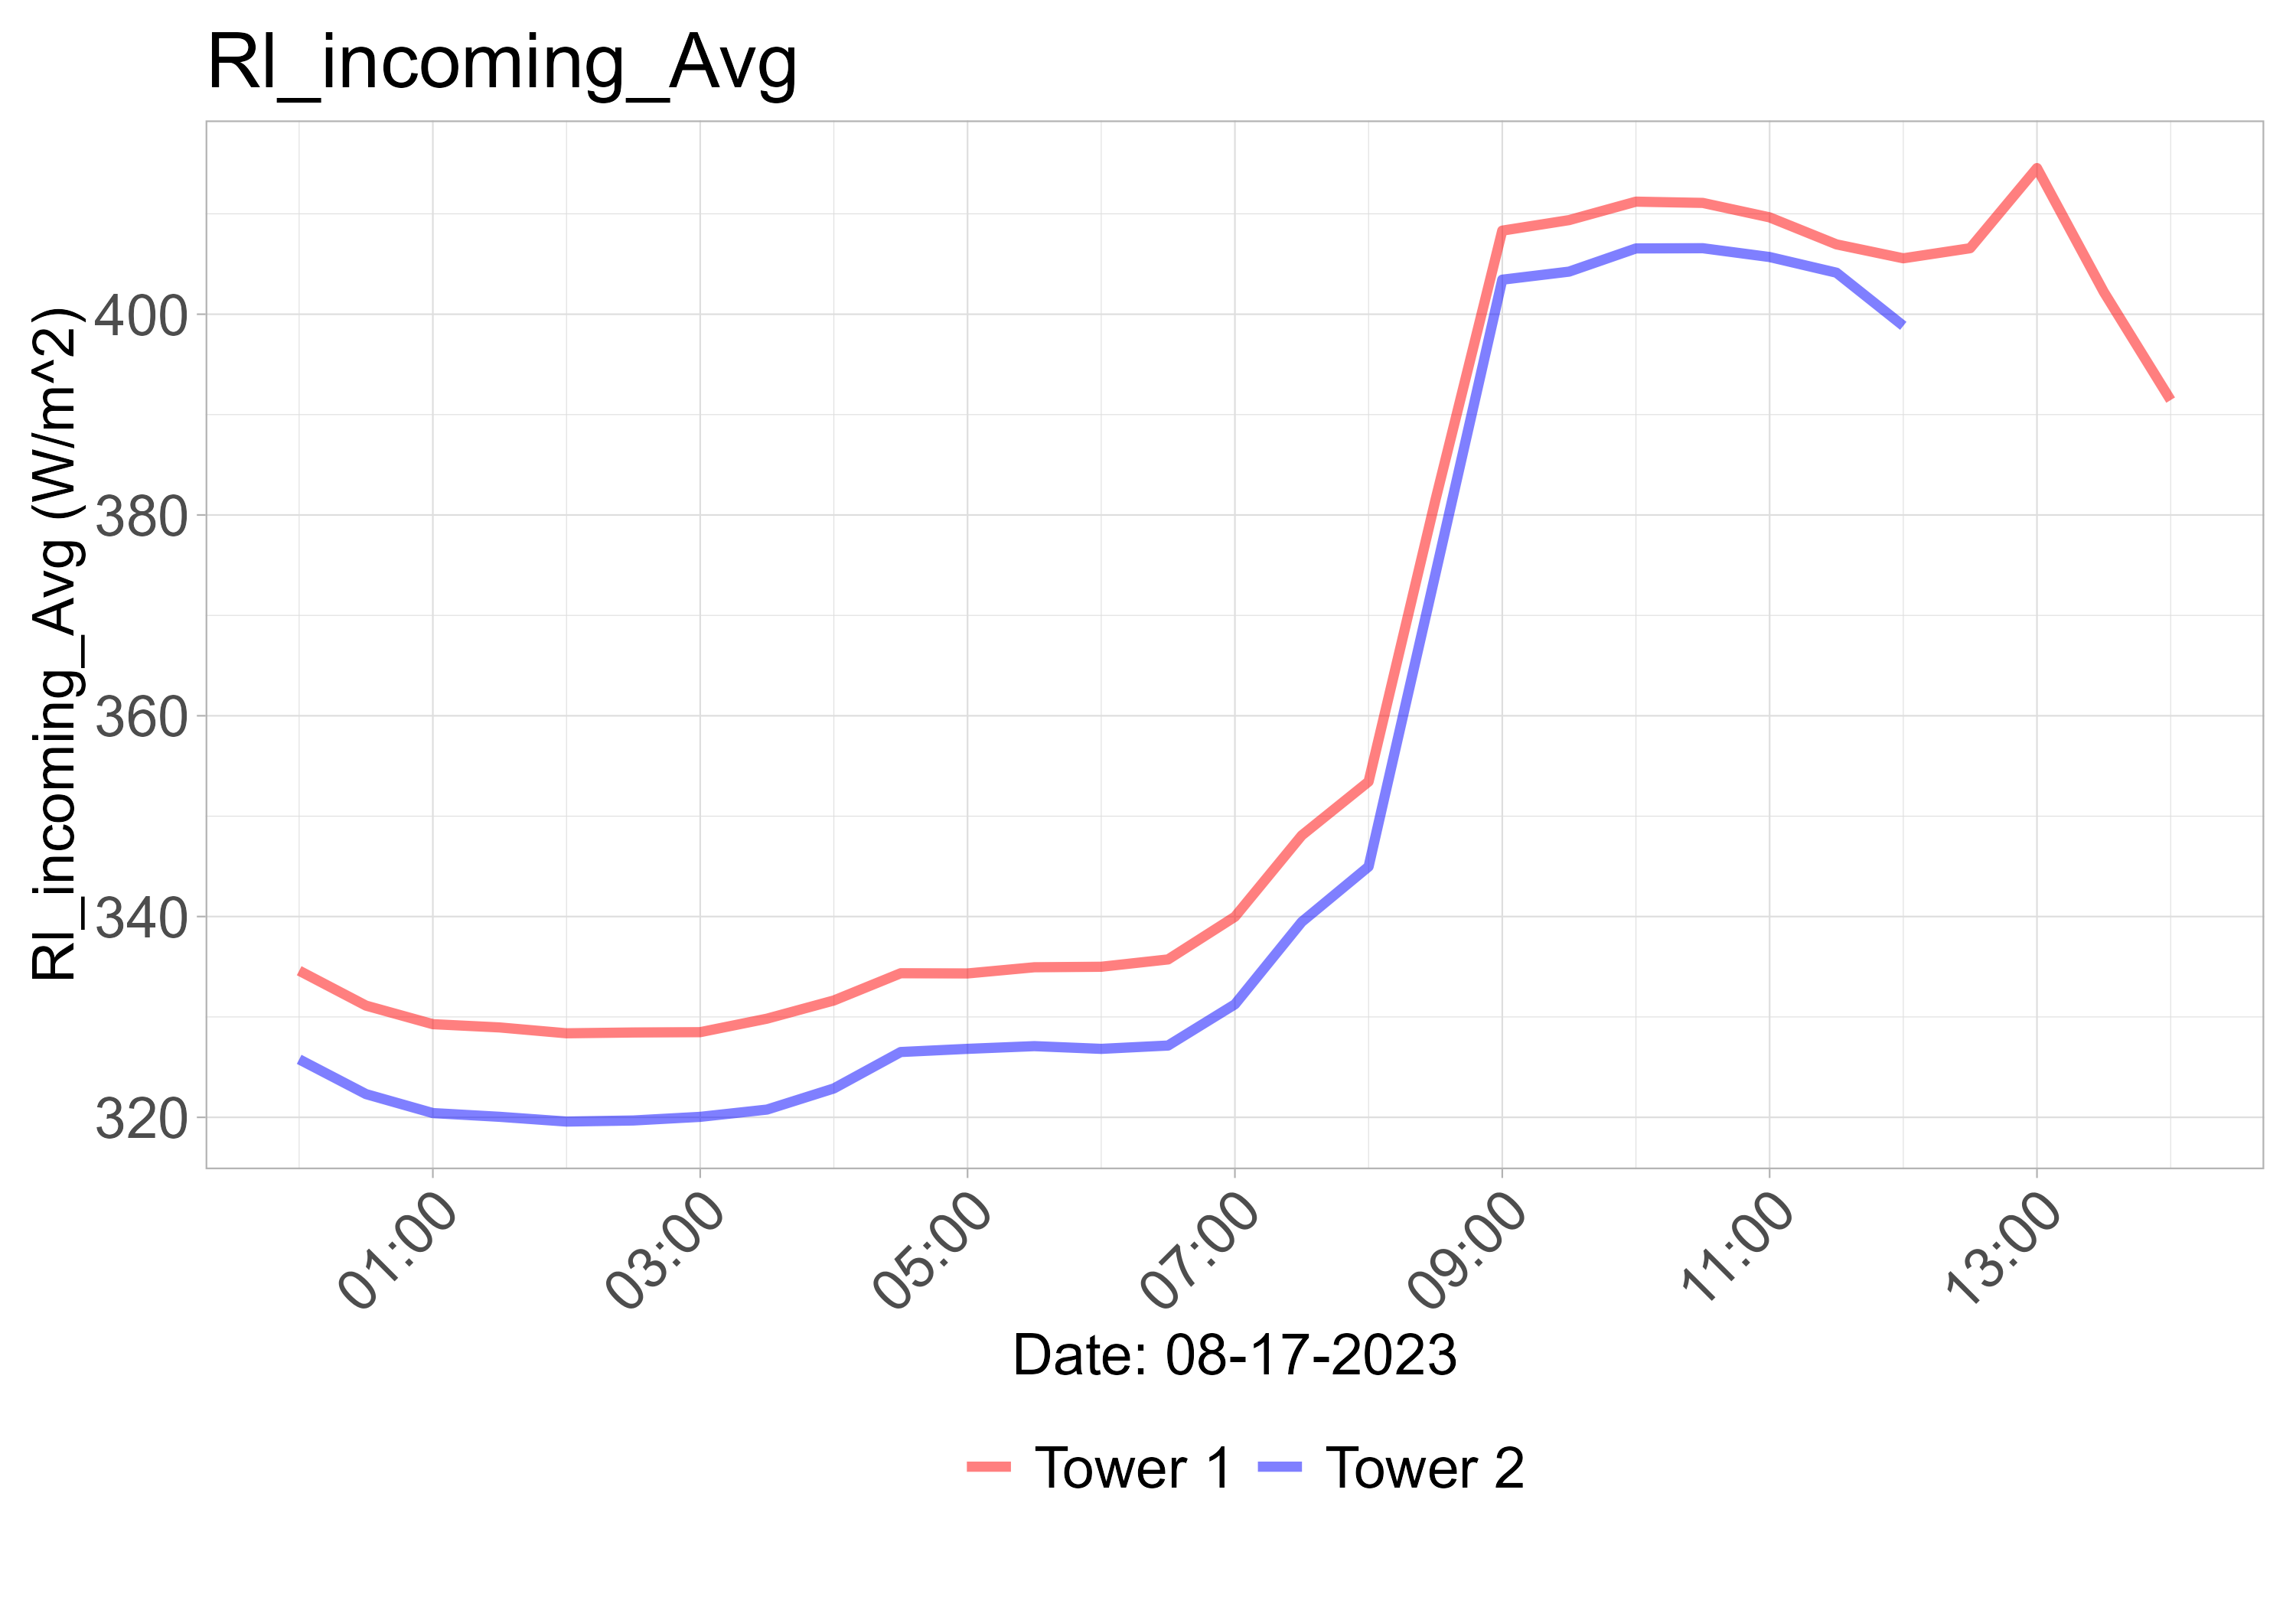 Rl_incoming_Avg
Rl_incoming_Avg (W/m^2)
400
380
360
340
320
01:00 03:00 05:00 07:00 09:00 11:00 13:00
Date: 08-17-2023
Tower 1 Tower 2